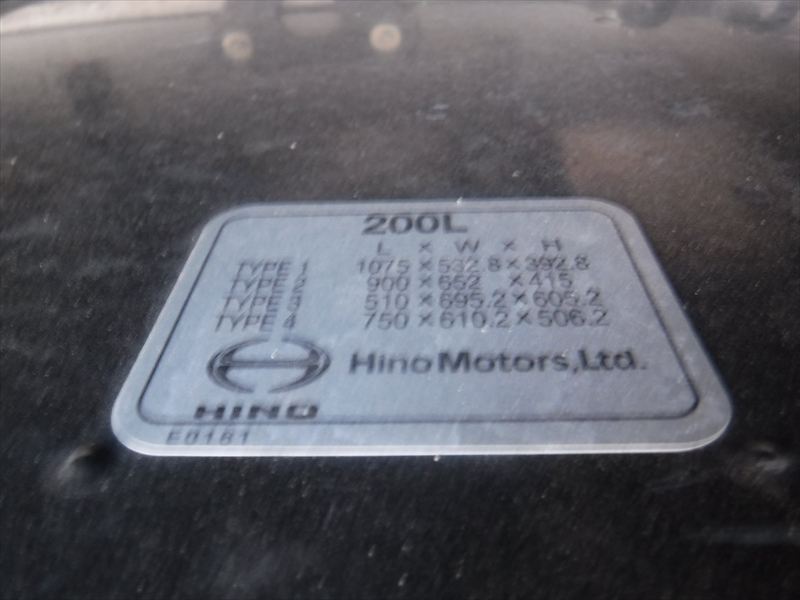 200L
L × W × H
TYPE 1 1075×532.8×392.8
TYPE 2 900×652 ×415
TYPE 3 510×695.2×605.2
TYPE 4 750×610.2×506.2
HINO
Hino Motors,Ltd.
E0181